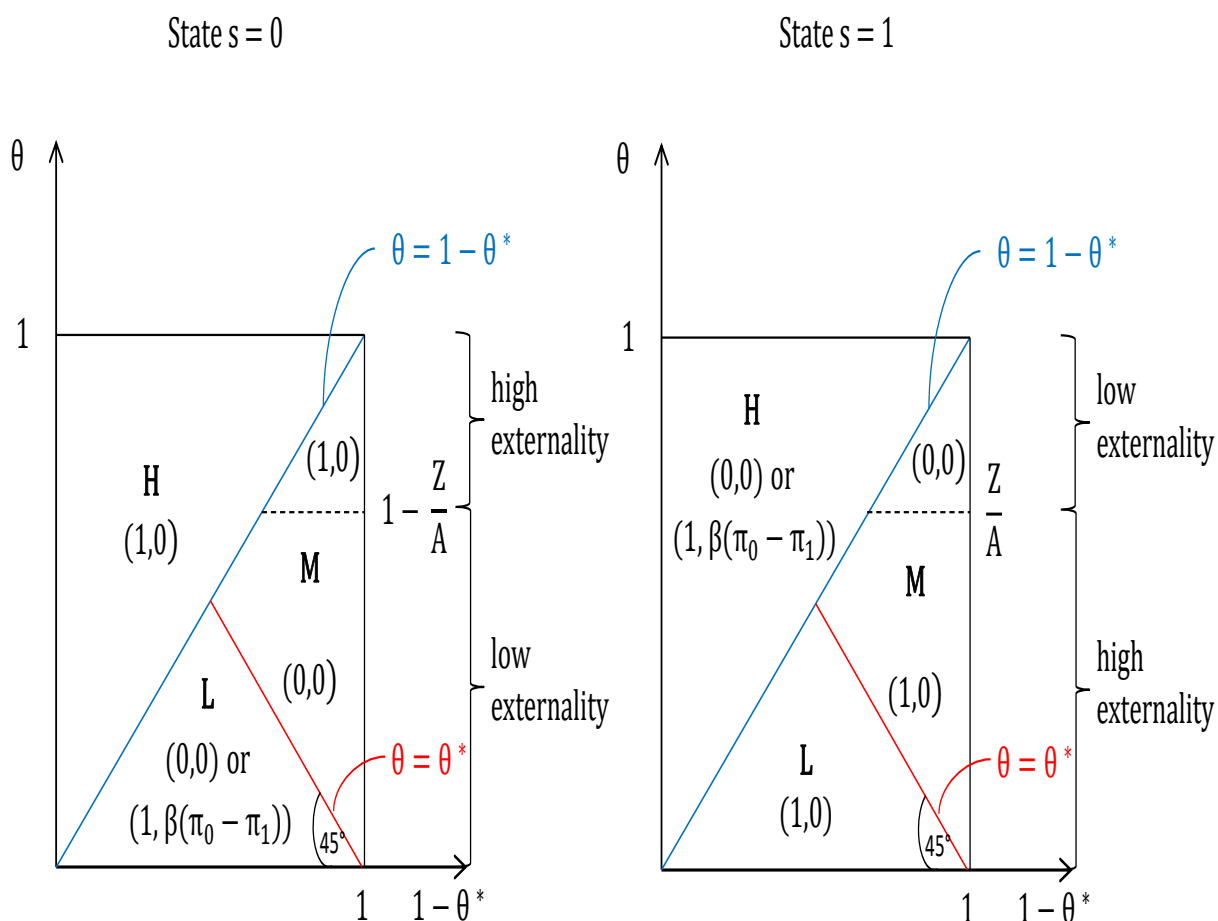 State s = 0
θ
θ = 1 − θ*
1
high
externality
(1,0)
H
(1,0)
1 − Z/A
M
low
externality
(0,0)
L
(0,0) or
(1, β(π₀ − π₁))
θ = θ*
45°
1
1 − θ*
State s = 1
θ
θ = 1 − θ*
1
low
externality
H
(0,0)
(0,0) or
(1, β(π₀ − π₁))
Z/A
M
high
externality
(1,0)
L
(1,0)
θ = θ*
45°
1
1 − θ*